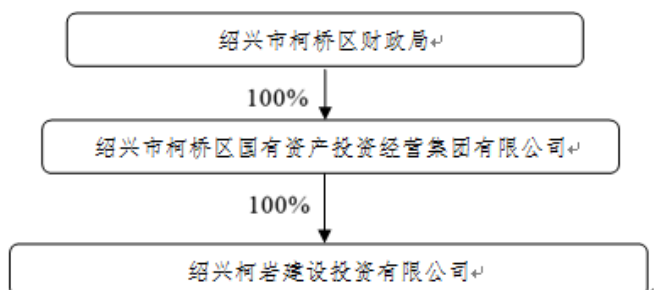 绍兴市柯桥区财政局
100%
绍兴市柯桥区国有资产投资经营集团有限公司
100%
绍兴柯岩建设投资有限公司